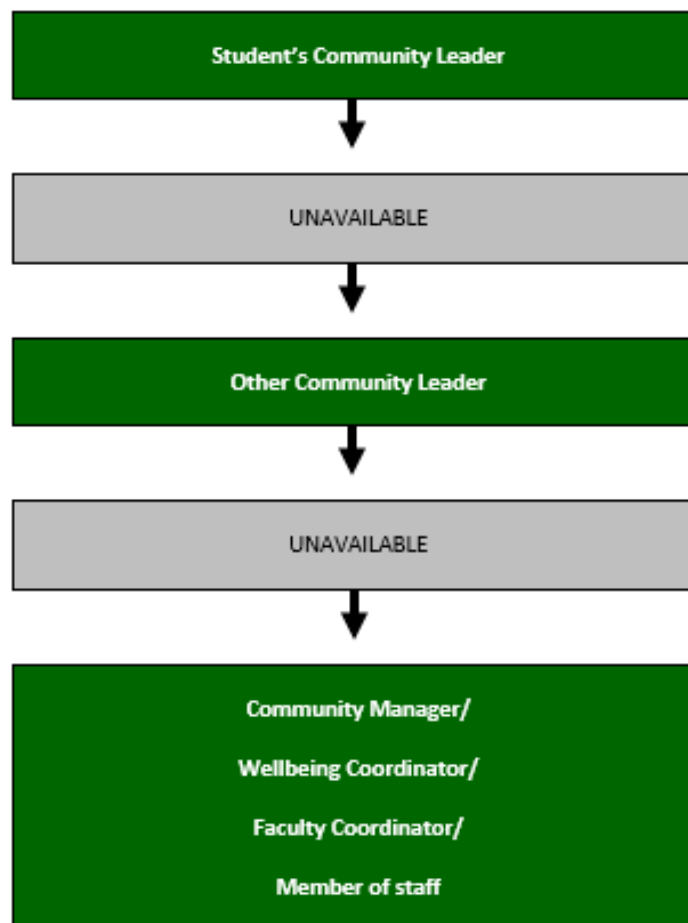 Student’s Community Leader
UNAVAILABLE
Other Community Leader
UNAVAILABLE
Community Manager/
Wellbeing Coordinator/
Faculty Coordinator/
Member of staff